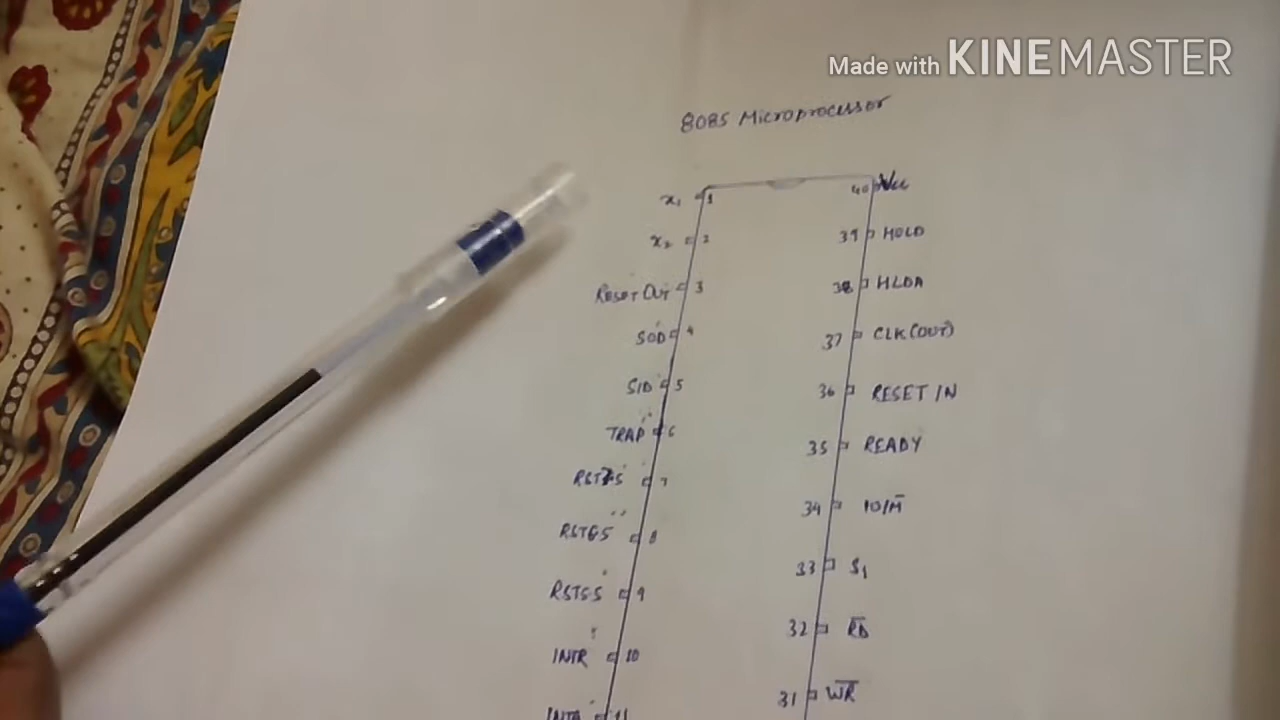 Made with KINEMASTER
8085 Microprocessor
X1 1 40 Vcc
X2 2 39 HOLD
RESET OUT 3 38 HLDA
SOD 4 37 CLK(OUT)
SID 5 36 RESET IN
TRAP 6 35 READY
RST7.5 7 34 IO/M̅
RST6.5 8 33 S1
RST5.5 9 32 R̅D̅
INTR 10 31 W̅R̅
INTA 11